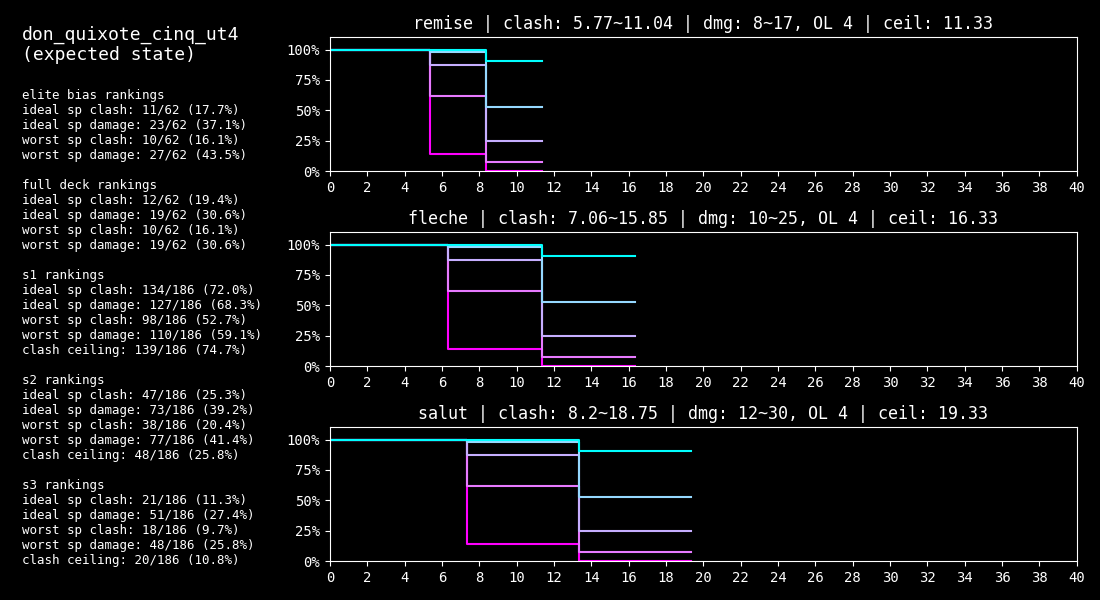 don_quixote_cinq_ut4
(expected state)
elite bias rankings
ideal sp clash: 11/62 (17.7%)
ideal sp damage: 23/62 (37.1%)
worst sp clash: 10/62 (16.1%)
worst sp damage: 27/62 (43.5%)
full deck rankings
ideal sp clash: 12/62 (19.4%)
ideal sp damage: 19/62 (30.6%)
worst sp clash: 10/62 (16.1%)
worst sp damage: 19/62 (30.6%)
s1 rankings
ideal sp clash: 134/186 (72.0%)
ideal sp damage: 127/186 (68.3%)
worst sp clash: 98/186 (52.7%)
worst sp damage: 110/186 (59.1%)
clash ceiling: 139/186 (74.7%)
s2 rankings
ideal sp clash: 47/186 (25.3%)
ideal sp damage: 73/186 (39.2%)
worst sp clash: 38/186 (20.4%)
worst sp damage: 77/186 (41.4%)
clash ceiling: 48/186 (25.8%)
s3 rankings
ideal sp clash: 21/186 (11.3%)
ideal sp damage: 51/186 (27.4%)
worst sp clash: 18/186 (9.7%)
worst sp damage: 48/186 (25.8%)
clash ceiling: 20/186 (10.8%)
remise | clash: 5.77~11.04 | dmg: 8~17, OL 4 | ceil: 11.33
100%
75%
50%
25%
0%
0 2 4 6 8 10 12 14 16 18 20 22 24 26 28 30 32 34 36 38 40
fleche | clash: 7.06~15.85 | dmg: 10~25, OL 4 | ceil: 16.33
100%
75%
50%
25%
0%
0 2 4 6 8 10 12 14 16 18 20 22 24 26 28 30 32 34 36 38 40
salut | clash: 8.2~18.75 | dmg: 12~30, OL 4 | ceil: 19.33
100%
75%
50%
25%
0%
0 2 4 6 8 10 12 14 16 18 20 22 24 26 28 30 32 34 36 38 40